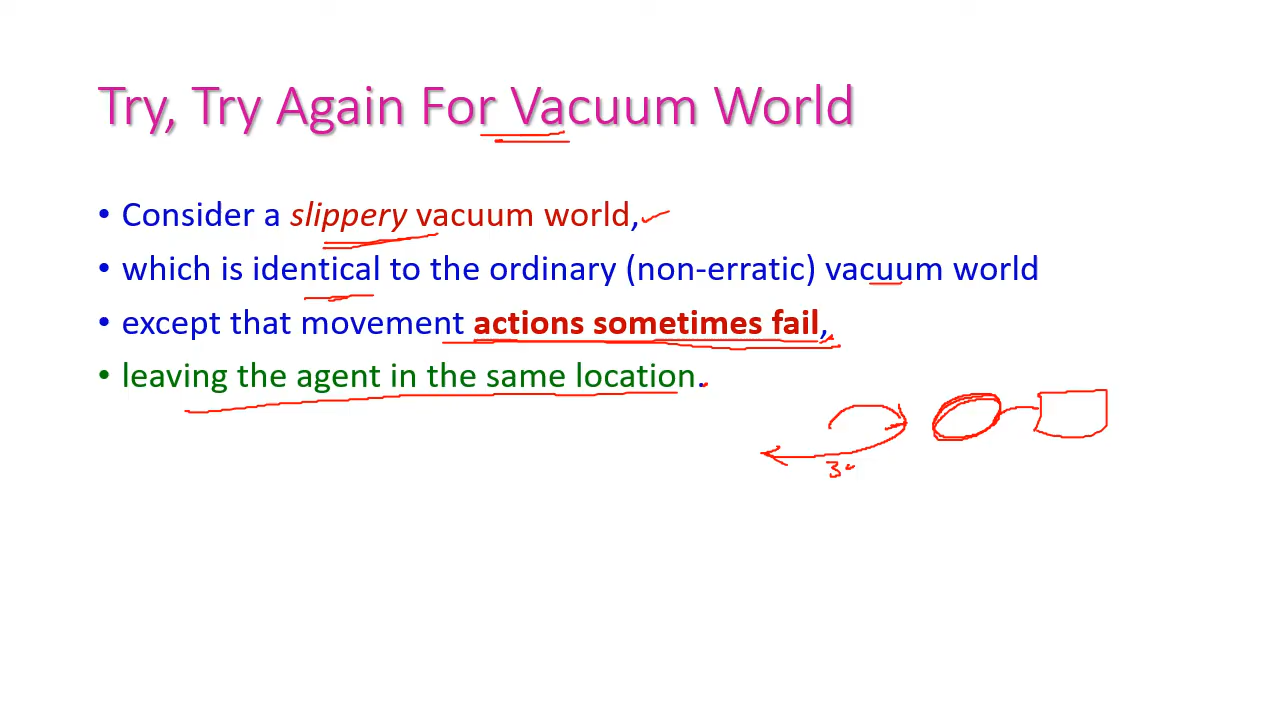 Try, Try Again For Vacuum World
• Consider a slippery vacuum world,
• which is identical to the ordinary (non-erratic) vacuum world
• except that movement actions sometimes fail,
• leaving the agent in the same location.